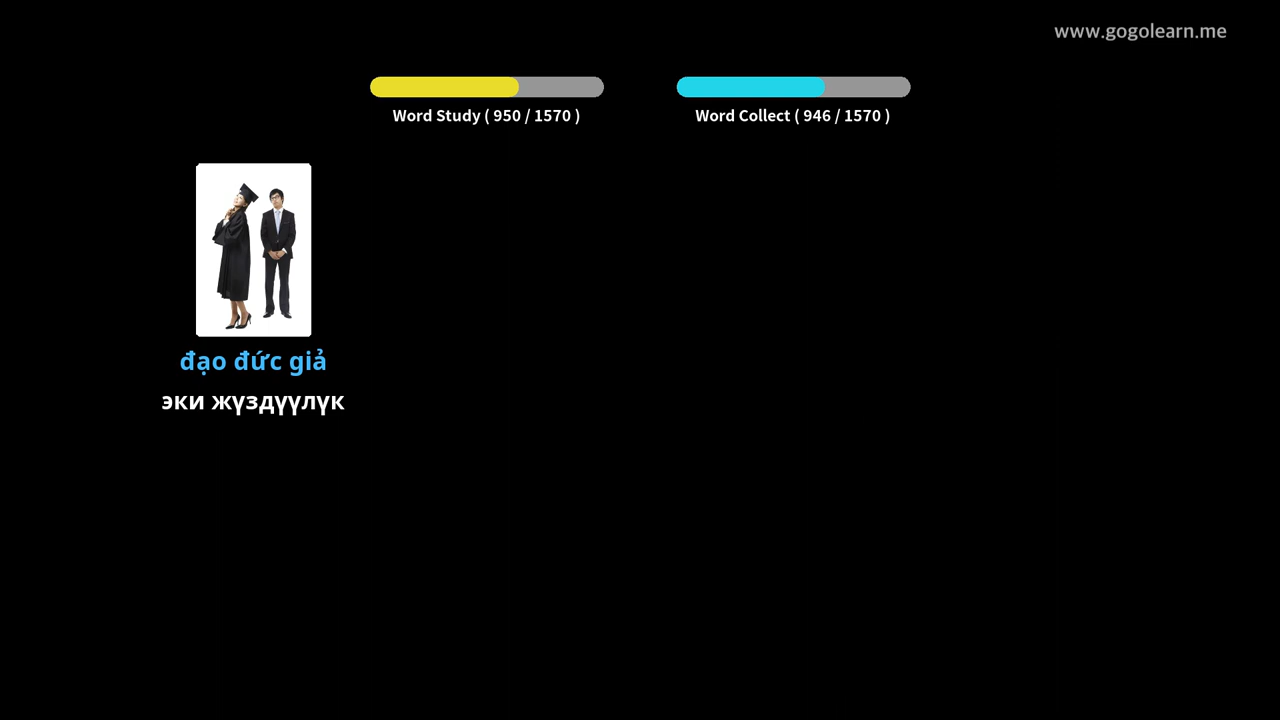 www.gogolearn.me
Word Study ( 950 / 1570 )
Word Collect ( 946 / 1570 )
đạo đức giả
эки жүздүүлүк